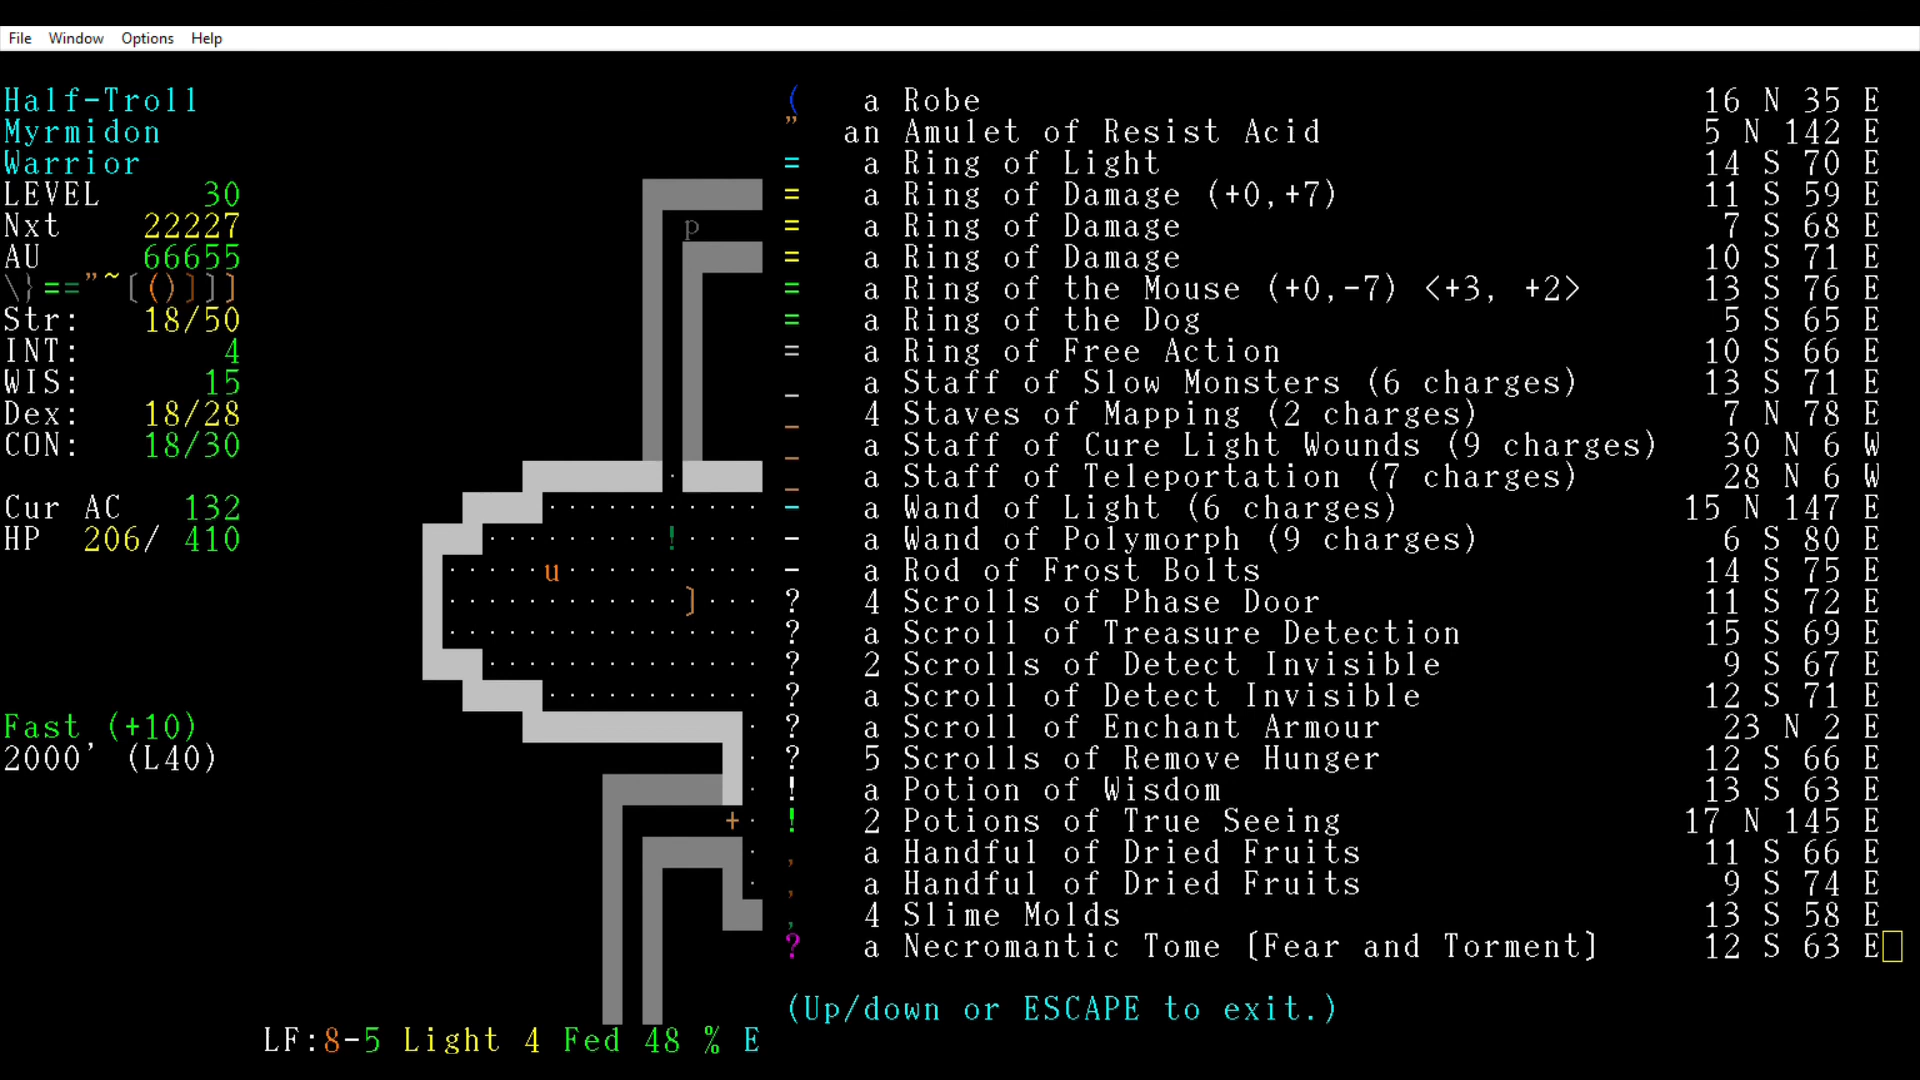 File Window Options Help
Half-Troll
Myrmidon
Warrior
LEVEL 30
Nxt 22227
AU 66655
\}=="~[()]]]
Str: 18/50
INT: 4
WIS: 15
Dex: 18/28
CON: 18/30
Cur AC 132
HP 206/ 410
Fast (+10)
2000' (L40)
p
!
u
]
+
( a Robe 16 N 35 E
" an Amulet of Resist Acid 5 N 142 E
= a Ring of Light 14 S 70 E
= a Ring of Damage (+0,+7) 11 S 59 E
= a Ring of Damage 7 S 68 E
= a Ring of Damage 10 S 71 E
= a Ring of the Mouse (+0,-7) <+3, +2> 13 S 76 E
= a Ring of the Dog 5 S 65 E
= a Ring of Free Action 10 S 66 E
_ a Staff of Slow Monsters (6 charges) 13 S 71 E
_ 4 Staves of Mapping (2 charges) 7 N 78 E
_ a Staff of Cure Light Wounds (9 charges) 30 N 6 W
_ a Staff of Teleportation (7 charges) 28 N 6 W
- a Wand of Light (6 charges) 15 N 147 E
- a Wand of Polymorph (9 charges) 6 S 80 E
- a Rod of Frost Bolts 14 S 75 E
? 4 Scrolls of Phase Door 11 S 72 E
? a Scroll of Treasure Detection 15 S 69 E
? 2 Scrolls of Detect Invisible 9 S 67 E
? a Scroll of Detect Invisible 12 S 71 E
? a Scroll of Enchant Armour 23 N 2 E
? 5 Scrolls of Remove Hunger 12 S 66 E
! a Potion of Wisdom 13 S 63 E
! 2 Potions of True Seeing 17 N 145 E
, a Handful of Dried Fruits 11 S 66 E
, a Handful of Dried Fruits 9 S 74 E
, 4 Slime Molds 13 S 58 E
? a Necromantic Tome [Fear and Torment] 12 S 63 E
(Up/down or ESCAPE to exit.)
LF:8-5 Light 4 Fed 48 % E